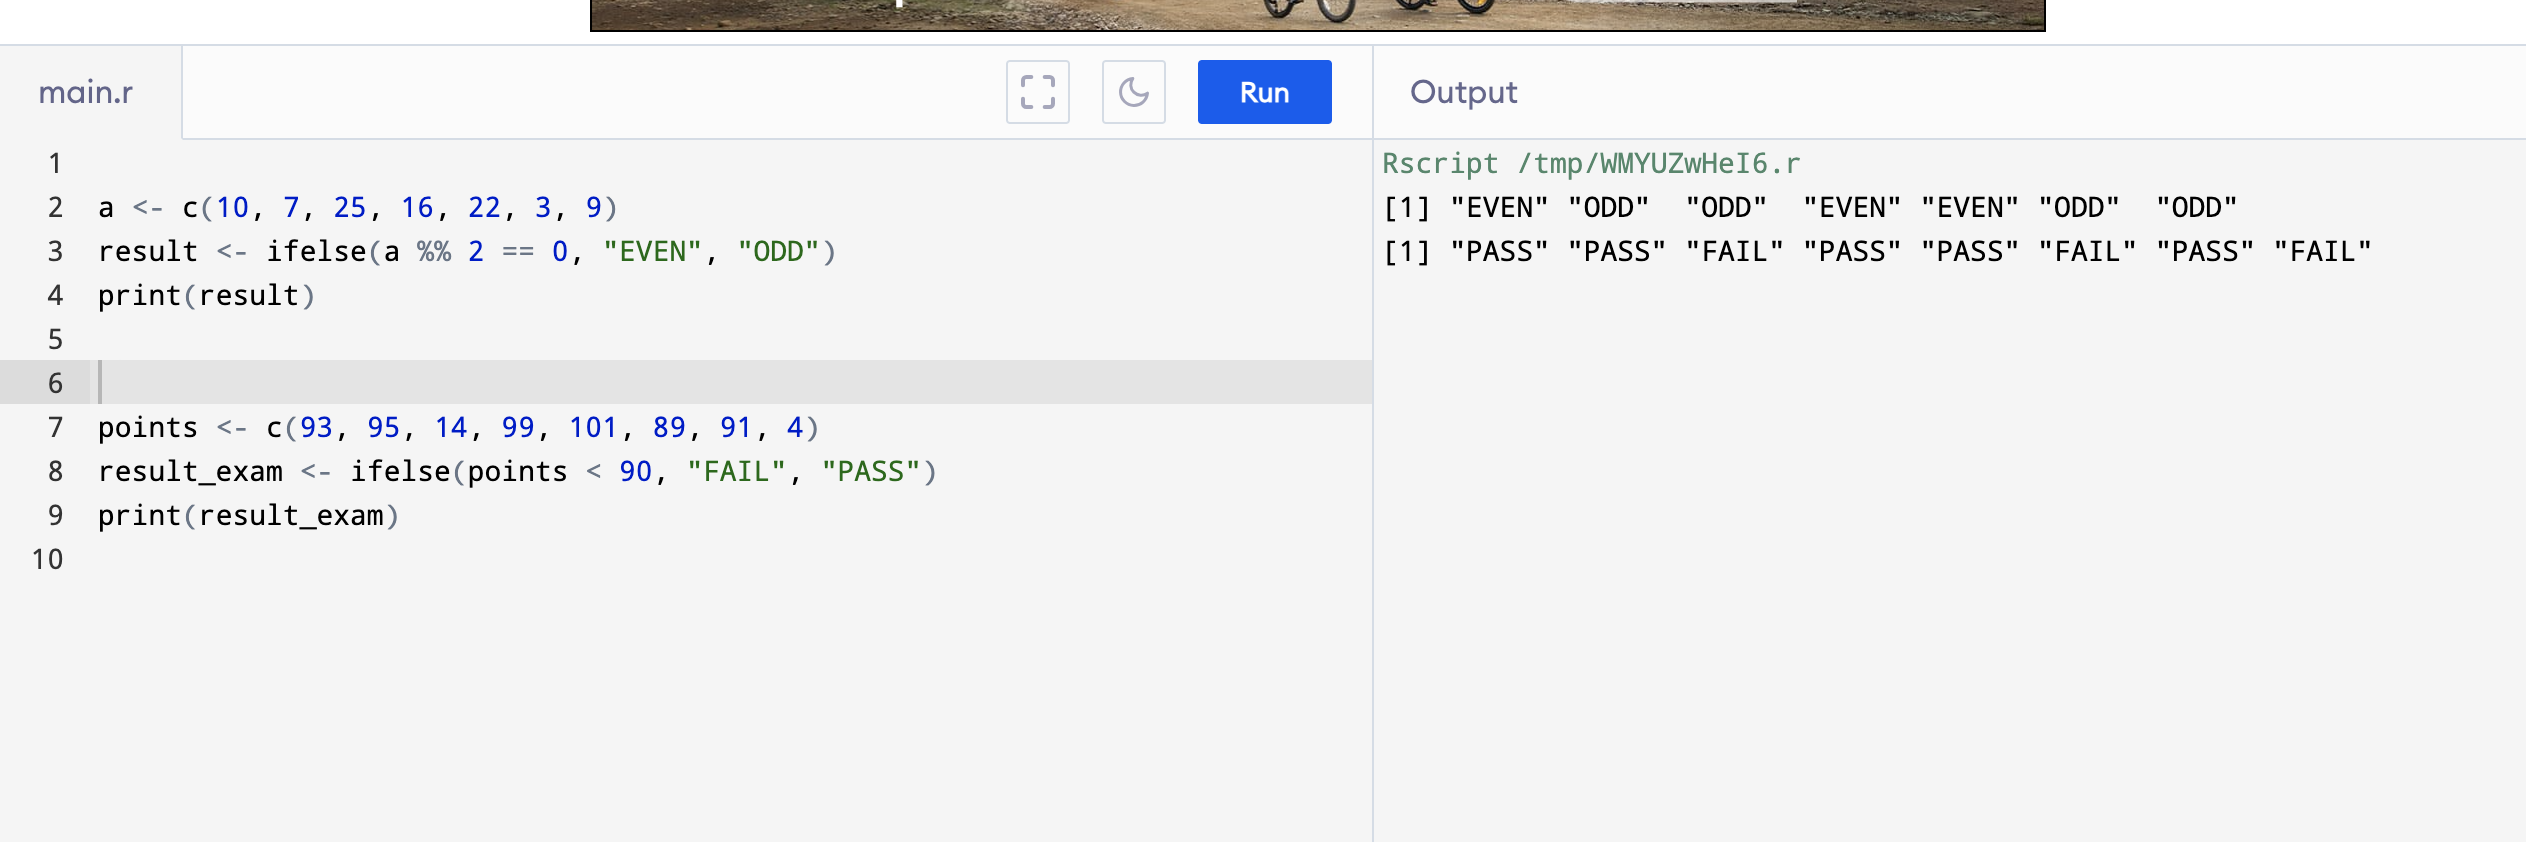 main.r
Run
Output
1
2 a <- c(10, 7, 25, 16, 22, 3, 9)
3 result <- ifelse(a %% 2 == 0, "EVEN", "ODD")
4 print(result)
5
6
7 points <- c(93, 95, 14, 99, 101, 89, 91, 4)
8 result_exam <- ifelse(points < 90, "FAIL", "PASS")
9 print(result_exam)
10
Rscript /tmp/WMYUZwHeI6.r
[1] "EVEN" "ODD"  "ODD"  "EVEN" "EVEN" "ODD"  "ODD"
[1] "PASS" "PASS" "FAIL" "PASS" "PASS" "FAIL" "PASS" "FAIL"